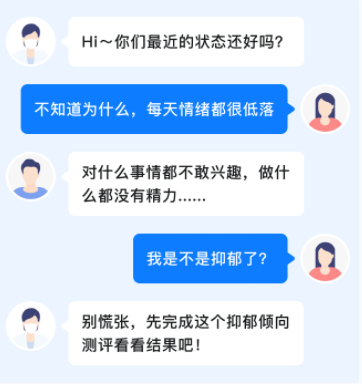 Hi～你们最近的状态还好吗？
不知道为什么，每天情绪都很低落
对什么事情都不敢兴趣，做什
么都没有精力......
我是不是抑郁了？
别慌张，先完成这个抑郁倾向
测评看看结果吧！